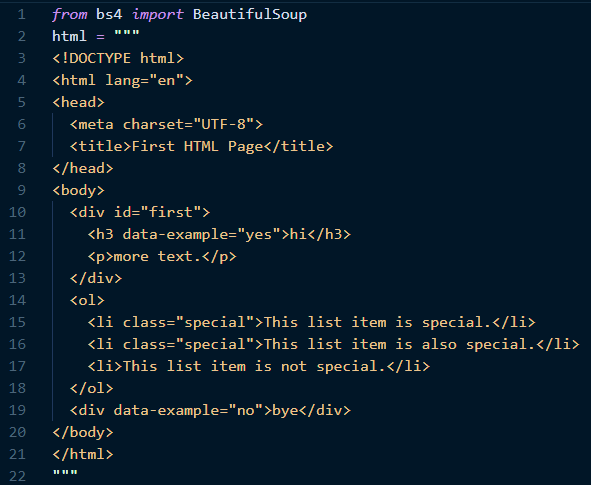 1 from bs4 import BeautifulSoup
2 html = """
3 <!DOCTYPE html>
4 <html lang="en">
5 <head>
6   <meta charset="UTF-8">
7   <title>First HTML Page</title>
8 </head>
9 <body>
10   <div id="first">
11     <h3 data-example="yes">hi</h3>
12     <p>more text.</p>
13   </div>
14   <ol>
15     <li class="special">This list item is special.</li>
16     <li class="special">This list item is also special.</li>
17     <li>This list item is not special.</li>
18   </ol>
19   <div data-example="no">bye</div>
20 </body>
21 </html>
22 """